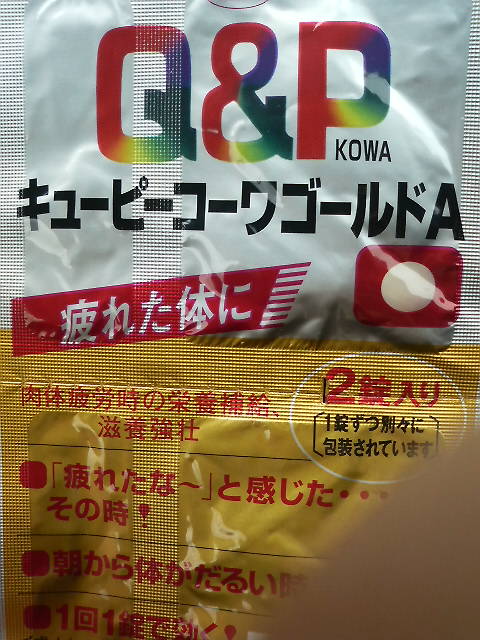 Q&P
KOWA
キューピーコーワゴールドA
…疲れた体に
肉体疲労時の栄養補給、
滋養強壮
2錠入り
1錠ずつ別々に
包装されています
「疲れたな〜」と感じた・・・
その時！
朝から体がだるい時
1回1錠で効く！